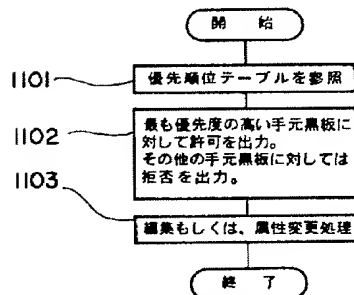 開 始
1101
優先順位テーブルを参照
1102
最も優先度の高い手元黒板に
対して許可を出力。
その他の手元黒板に対しては
拒否を出力。
1103
編集もしくは、属性変更処理
終 了